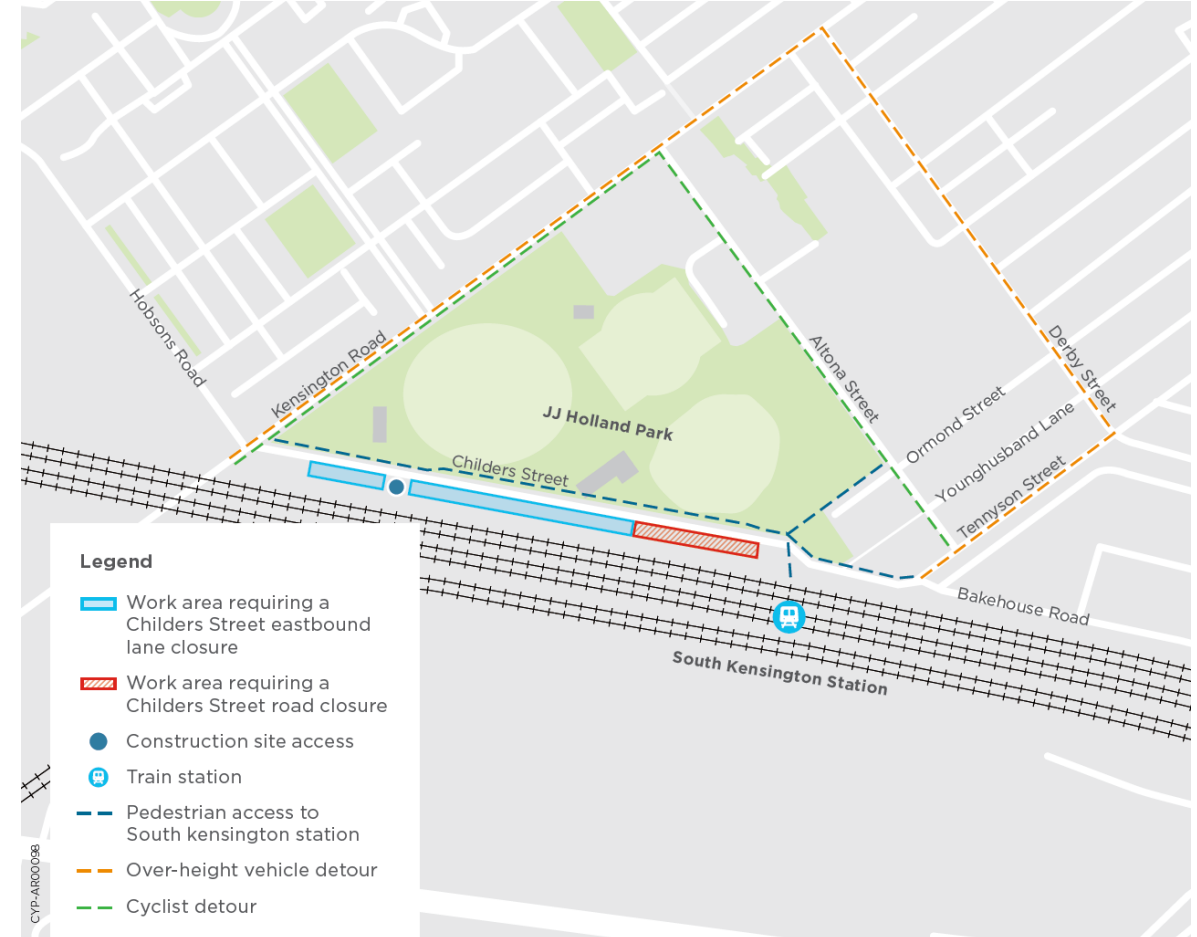 Hobsons Road
Kensington Road
JJ Holland Park
Childers Street
Altona Street
Derby Street
Ormond Street
Younghusband Lane
Tennyson Street
Bakehouse Road
South Kensington Station
Legend
Work area requiring a
Childers Street eastbound
lane closure
Work area requiring a
Childers Street road closure
Construction site access
Train station
Pedestrian access to
South kensington station
Over-height vehicle detour
Cyclist detour
CYP-AR00098